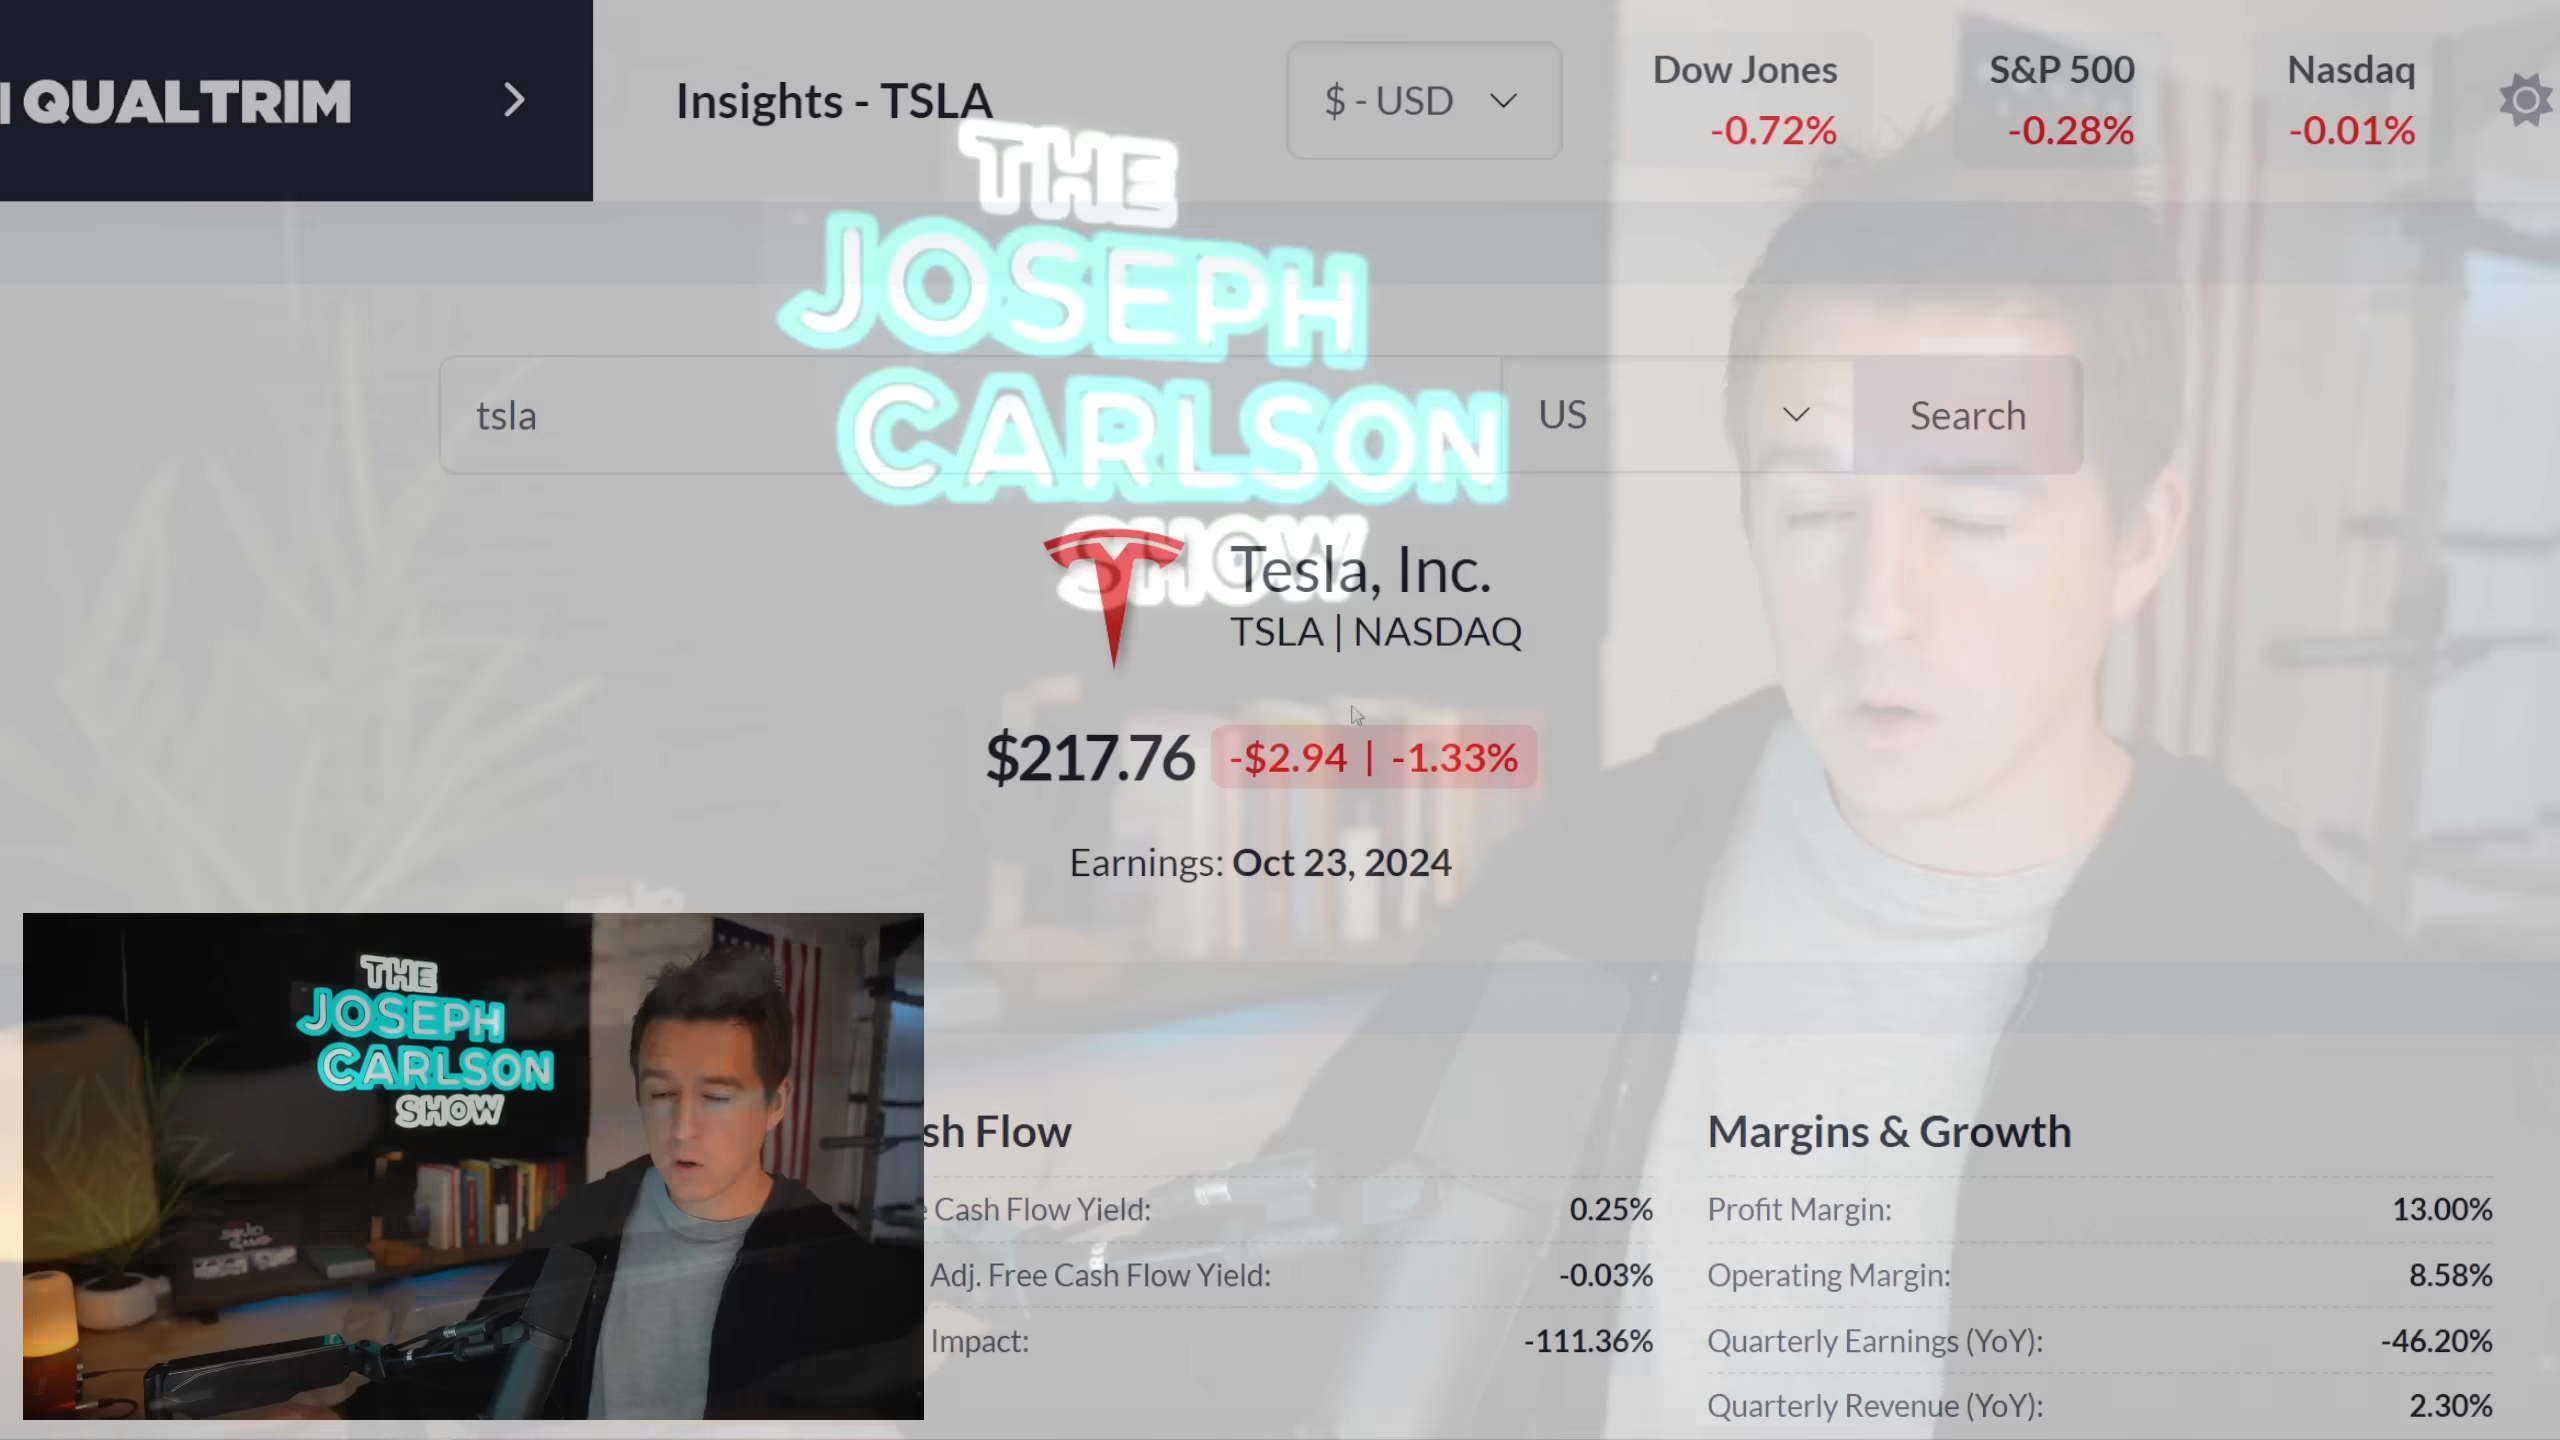 QUALTRIM
Insights - TSLA
$ - USD
Dow Jones
-0.72%
S&P 500
-0.28%
Nasdaq
-0.01%
THE
JOSEPH
CARLSON
SHOW
tsla
US
Search
Tesla, Inc.
TSLA | NASDAQ
$217.76
-$2.94 | -1.33%
Earnings: Oct 23, 2024
THE
JOSEPH
CARLSON
SHOW
sh Flow
Cash Flow Yield: 0.25%
Adj. Free Cash Flow Yield: -0.03%
Impact: -111.36%
Margins & Growth
Profit Margin: 13.00%
Operating Margin: 8.58%
Quarterly Earnings (YoY): -46.20%
Quarterly Revenue (YoY): 2.30%